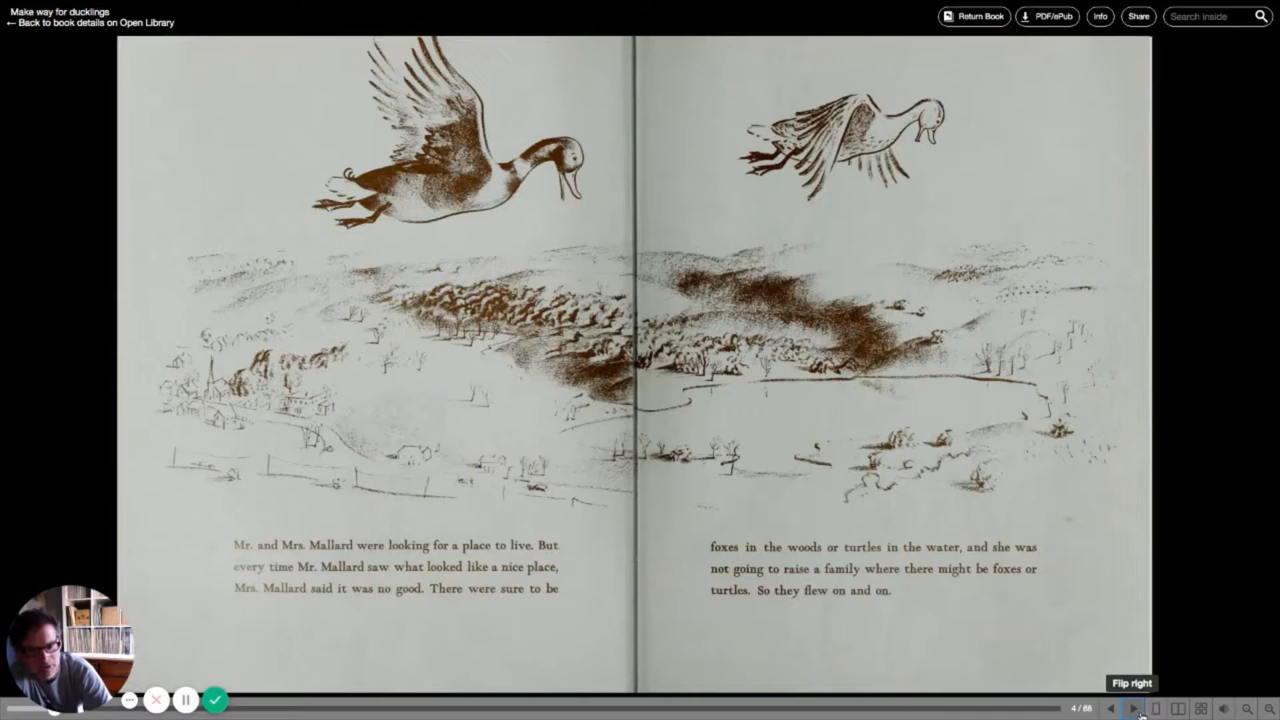 Make way for ducklings
← Back to book details on Open Library
Return Book
PDF/ePub
Info
Share
Search inside
Mr. and Mrs. Mallard were looking for a place to live. But
every time Mr. Mallard saw what looked like a nice place,
Mrs. Mallard said it was no good. There were sure to be
foxes in the woods or turtles in the water, and she was
not going to raise a family where there might be foxes or
turtles. So they flew on and on.
Flip right
4 / 68